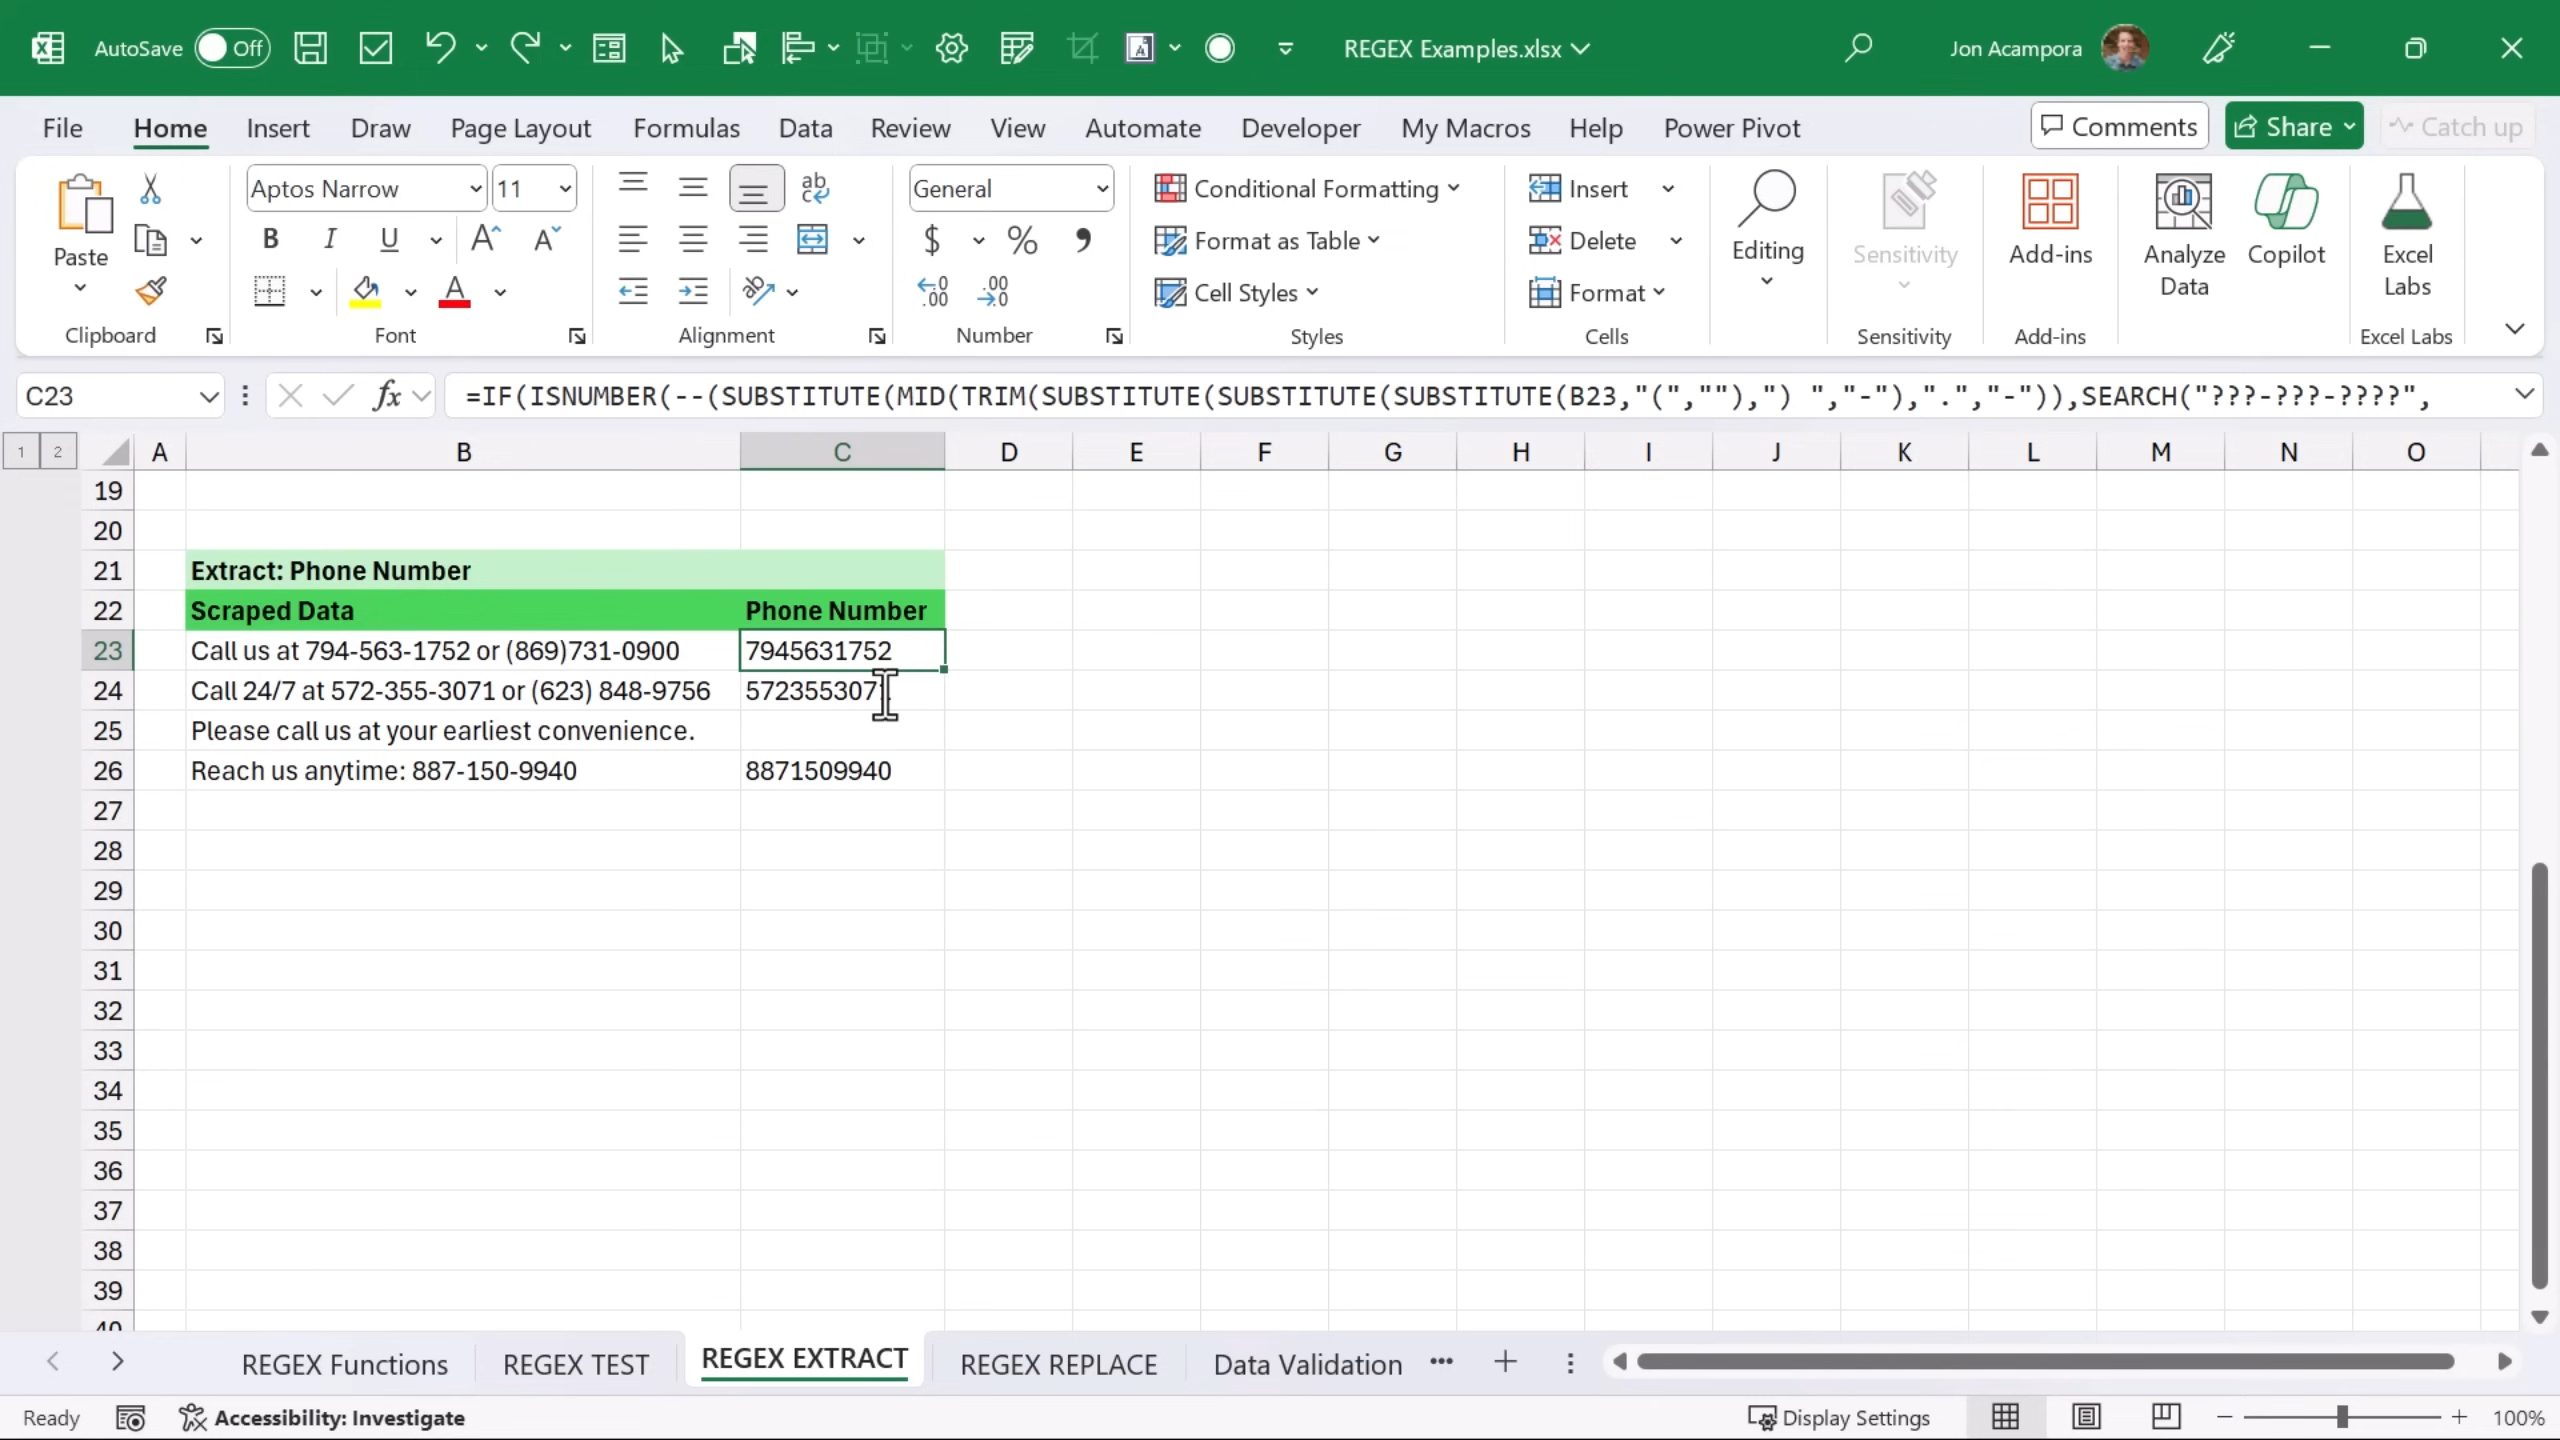 AutoSave Off REGEX Examples.xlsx Jon Acampora
File Home Insert Draw Page Layout Formulas Data Review View Automate Developer My Macros Help Power Pivot Comments Share Catch up
Paste Aptos Narrow 11 General Conditional Formatting Insert Editing Sensitivity Add-ins Analyze Data Copilot Excel Labs
B I U $ % Format as Table Delete
Cell Styles Format
Clipboard Font Alignment Number Styles Cells Sensitivity Add-ins Excel Labs
C23 fx =IF(ISNUMBER(--(SUBSTITUTE(MID(TRIM(SUBSTITUTE(SUBSTITUTE(SUBSTITUTE(B23,"(",""),") ","-"),".","-")),SEARCH("???-???-????",
1 2 A B C D E F G H I J K L M N O
19
20
21 Extract: Phone Number
22 Scraped Data Phone Number
23 Call us at 794-563-1752 or (869)731-0900 7945631752
24 Call 24/7 at 572-355-3071 or (623) 848-9756 5723553071
25 Please call us at your earliest convenience.
26 Reach us anytime: 887-150-9940 8871509940
27
28
29
30
31
32
33
34
35
36
37
38
39
40
REGEX Functions REGEX TEST REGEX EXTRACT REGEX REPLACE Data Validation
Ready Accessibility: Investigate Display Settings 100%